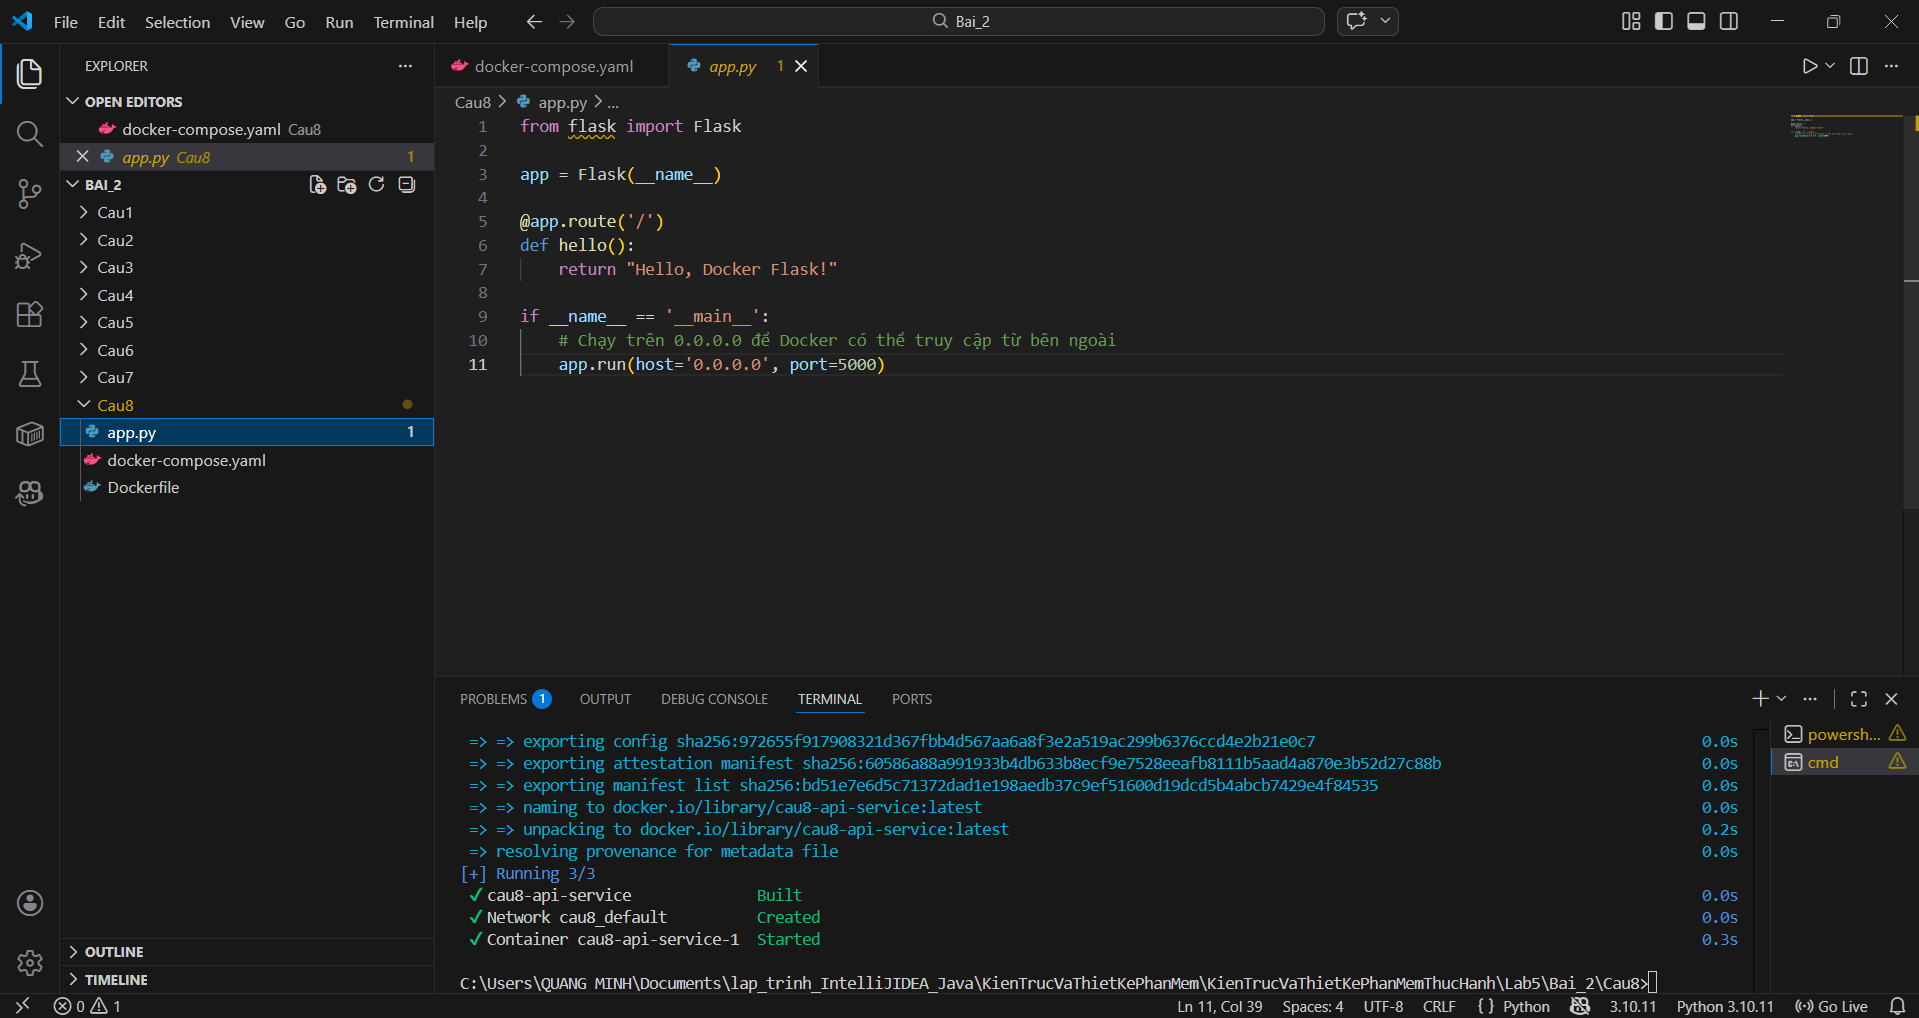 File Edit Selection View Go Run Terminal Help
Bai_2
EXPLORER
OPEN EDITORS
docker-compose.yaml Cau8
app.py Cau8 1
BAI_2
Cau1
Cau2
Cau3
Cau4
Cau5
Cau6
Cau7
Cau8
app.py 1
docker-compose.yaml
Dockerfile
OUTLINE
TIMELINE
docker-compose.yaml
app.py 1
Cau8 > app.py > ...
1 from flask import Flask
2
3 app = Flask(__name__)
4
5 @app.route('/')
6 def hello():
7 return "Hello, Docker Flask!"
8
9 if __name__ == '__main__':
10 # Chạy trên 0.0.0.0 để Docker có thể truy cập từ bên ngoài
11 app.run(host='0.0.0.0', port=5000)
PROBLEMS 1 OUTPUT DEBUG CONSOLE TERMINAL PORTS
=> => exporting config sha256:972655f917908321d367fbb4d567aa6a8f3e2a519ac299b6376ccd4e2b21e0c7 0.0s
=> => exporting attestation manifest sha256:60586a88a991933b4db633b8ecf9e7528eeafb8111b5aad4a870e3b52d27c88b 0.0s
=> => exporting manifest list sha256:bd51e7e6d5c71372dad1e198aedb37c9ef51600d19dcd5b4abcb7429e4f84535 0.0s
=> => naming to docker.io/library/cau8-api-service:latest 0.0s
=> => unpacking to docker.io/library/cau8-api-service:latest 0.2s
=> resolving provenance for metadata file 0.0s
[+] Running 3/3
✓ cau8-api-service Built 0.0s
✓ Network cau8_default Created 0.0s
✓ Container cau8-api-service-1 Started 0.3s
C:\Users\QUANG MINH\Documents\lap_trinh_IntelliJIDEA_Java\KienTrucVaThietKePhanMem\KienTrucVaThietKePhanMemThucHanh\Lab5\Bai_2\Cau8>
powersh...
cmd
0 1
Ln 11, Col 39 Spaces: 4 UTF-8 CRLF { } Python 3.10.11 Python 3.10.11 Go Live